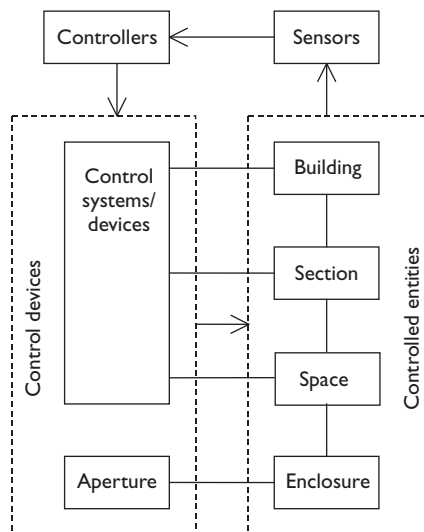 Controllers
Sensors
Control
systems/
devices
Building
Section
Space
Aperture
Enclosure
Control devices
Controlled entities